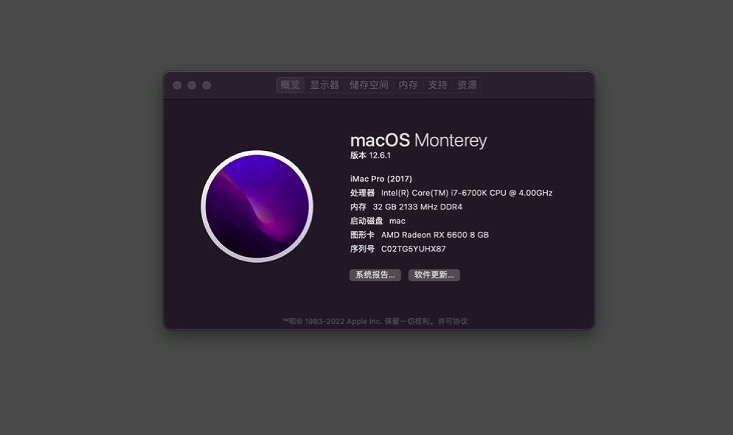 概览 显示器 储存空间 内存 支持 资源
macOS Monterey
版本 12.6.1
iMac Pro (2017)
处理器 Intel(R) Core(TM) i7-6700K CPU @ 4.00GHz
内存 32 GB 2133 MHz DDR4
启动磁盘 mac
图形卡 AMD Radeon RX 6600 8 GB
序列号 C02TG5YUHX87
系统报告... 软件更新...
™和© 1983-2022 Apple Inc. 保留一切权利。许可协议